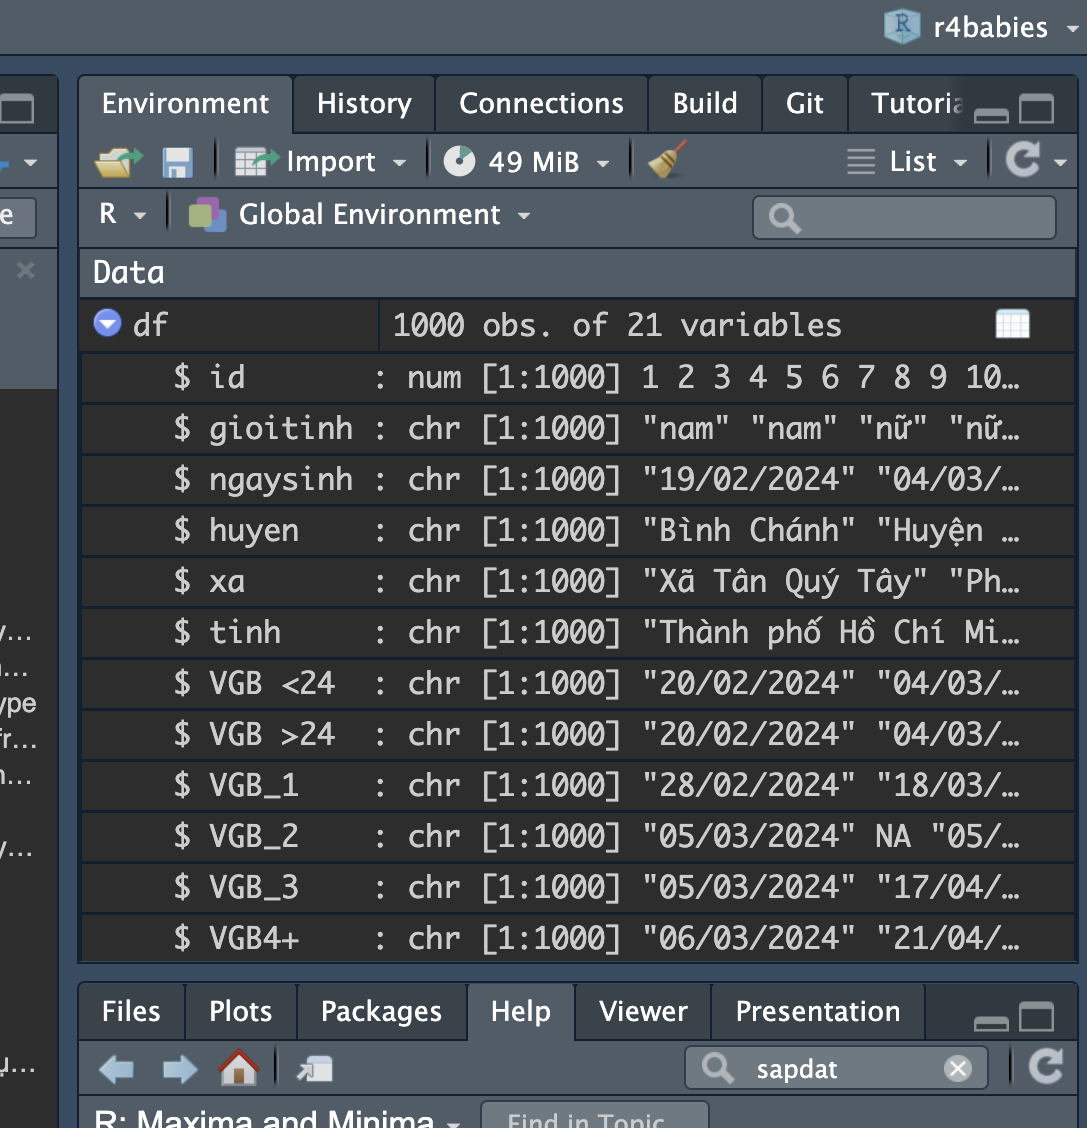 r4babies
Environment History Connections Build Git Tutoria
Import 49 MiB List
R Global Environment
Data
df 1000 obs. of 21 variables
$ id : num [1:1000] 1 2 3 4 5 6 7 8 9 10…
$ gioitinh : chr [1:1000] "nam" "nam" "nữ" "nữ…
$ ngaysinh : chr [1:1000] "19/02/2024" "04/03/…
$ huyen : chr [1:1000] "Bình Chánh" "Huyện …
$ xa : chr [1:1000] "Xã Tân Quý Tây" "Ph…
$ tinh : chr [1:1000] "Thành phố Hồ Chí Mi…
$ VGB <24 : chr [1:1000] "20/02/2024" "04/03/…
$ VGB >24 : chr [1:1000] "20/02/2024" "04/03/…
$ VGB_1 : chr [1:1000] "28/02/2024" "18/03/…
$ VGB_2 : chr [1:1000] "05/03/2024" NA "05/…
$ VGB_3 : chr [1:1000] "05/03/2024" "17/04/…
$ VGB4+ : chr [1:1000] "06/03/2024" "21/04/…
Files Plots Packages Help Viewer Presentation
sapdat
R: Maxima and Minima Find in Topic